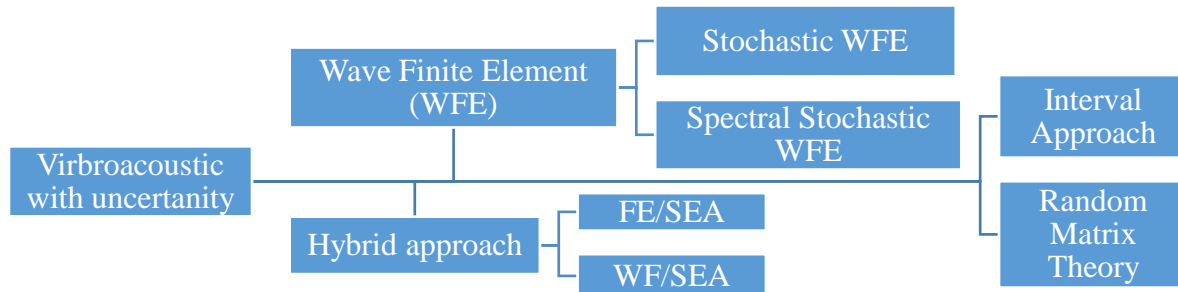 Virbroacoustic
with uncertanity
Wave Finite Element
(WFE)
Stochastic WFE
Spectral Stochastic
WFE
Hybrid approach
FE/SEA
WF/SEA
Interval
Approach
Random
Matrix
Theory